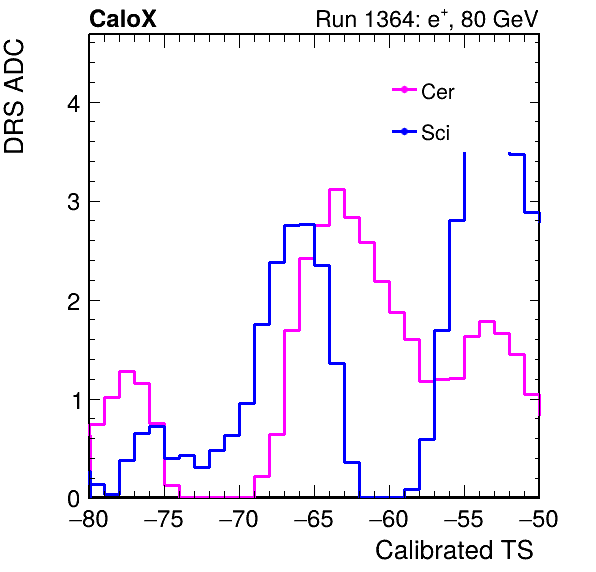 CaloX Run 1364: e⁺, 80 GeV
DRS ADC
Cer
Sci
4
3
2
1
0
−80 −75 −70 −65 −60 −55 −50
Calibrated TS